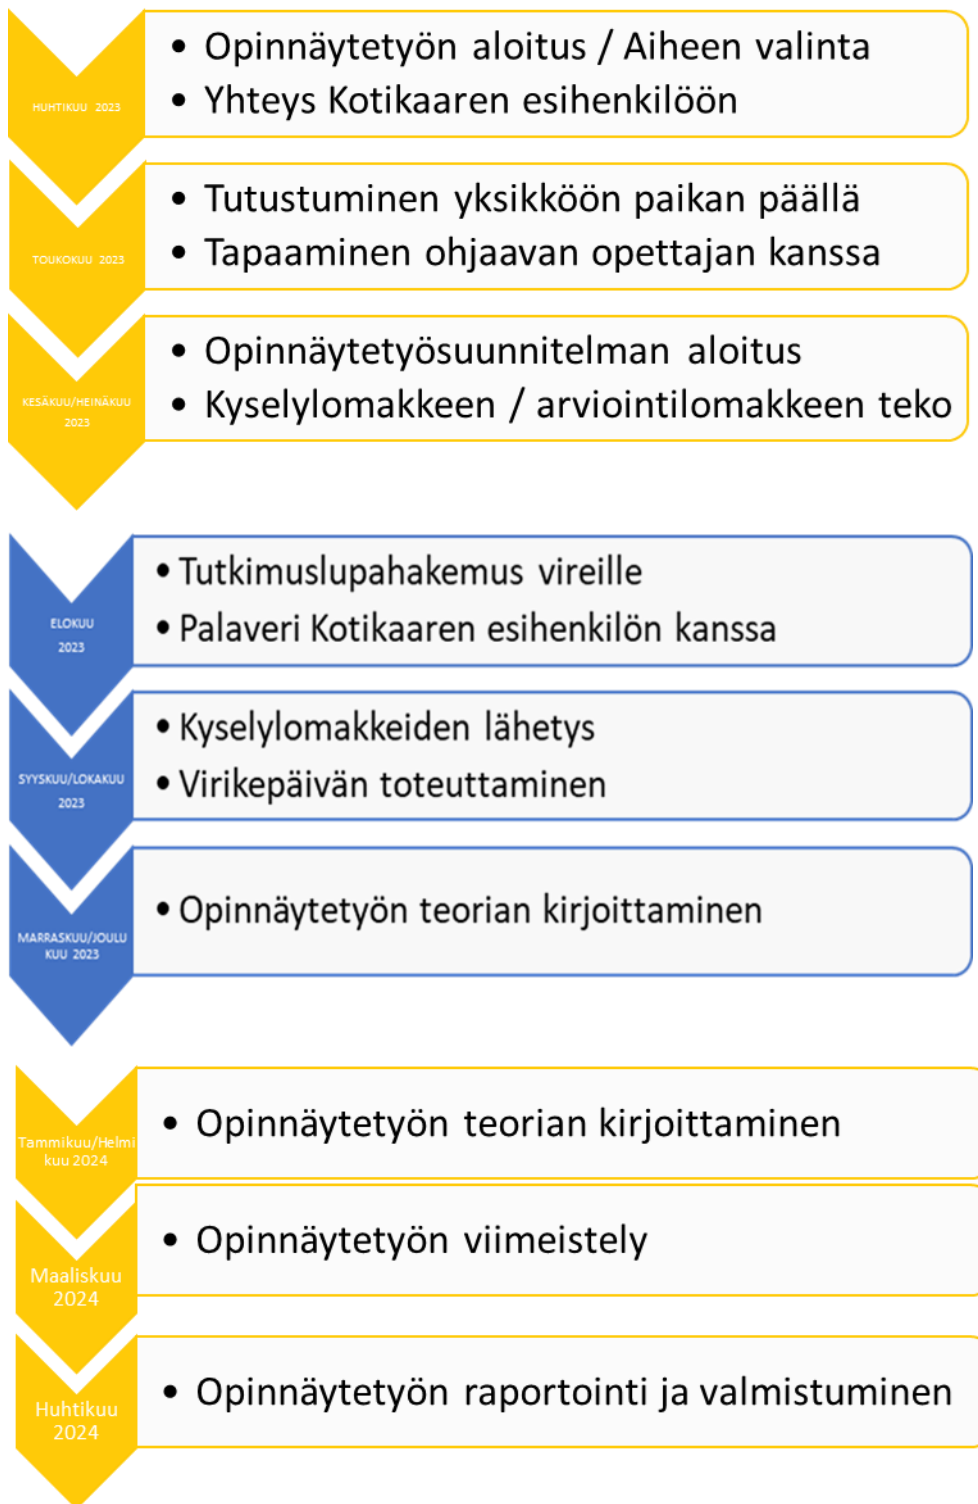 HUHTIKUU 2023
• Opinnäytetyön aloitus / Aiheen valinta
• Yhteys Kotikaaren esihenkilöön
TOUKOKUU 2023
• Tutustuminen yksikköön paikan päällä
• Tapaaminen ohjaavan opettajan kanssa
KESÄKUU/HEINÄKUU
2023
• Opinnäytetyösuunnitelman aloitus
• Kyselylomakkeen / arviointilomakkeen teko
ELOKUU
2023
• Tutkimuslupahakemus vireille
• Palaveri Kotikaaren esihenkilön kanssa
SYYSKUU/LOKAKUU
2023
• Kyselylomakkeiden lähetys
• Virikepäivän toteuttaminen
MARRASKUU/JOULU
KUU 2023
• Opinnäytetyön teorian kirjoittaminen
Tammikuu/Helmi
kuu 2024
• Opinnäytetyön teorian kirjoittaminen
Maaliskuu
2024
• Opinnäytetyön viimeistely
Huhtikuu
2024
• Opinnäytetyön raportointi ja valmistuminen